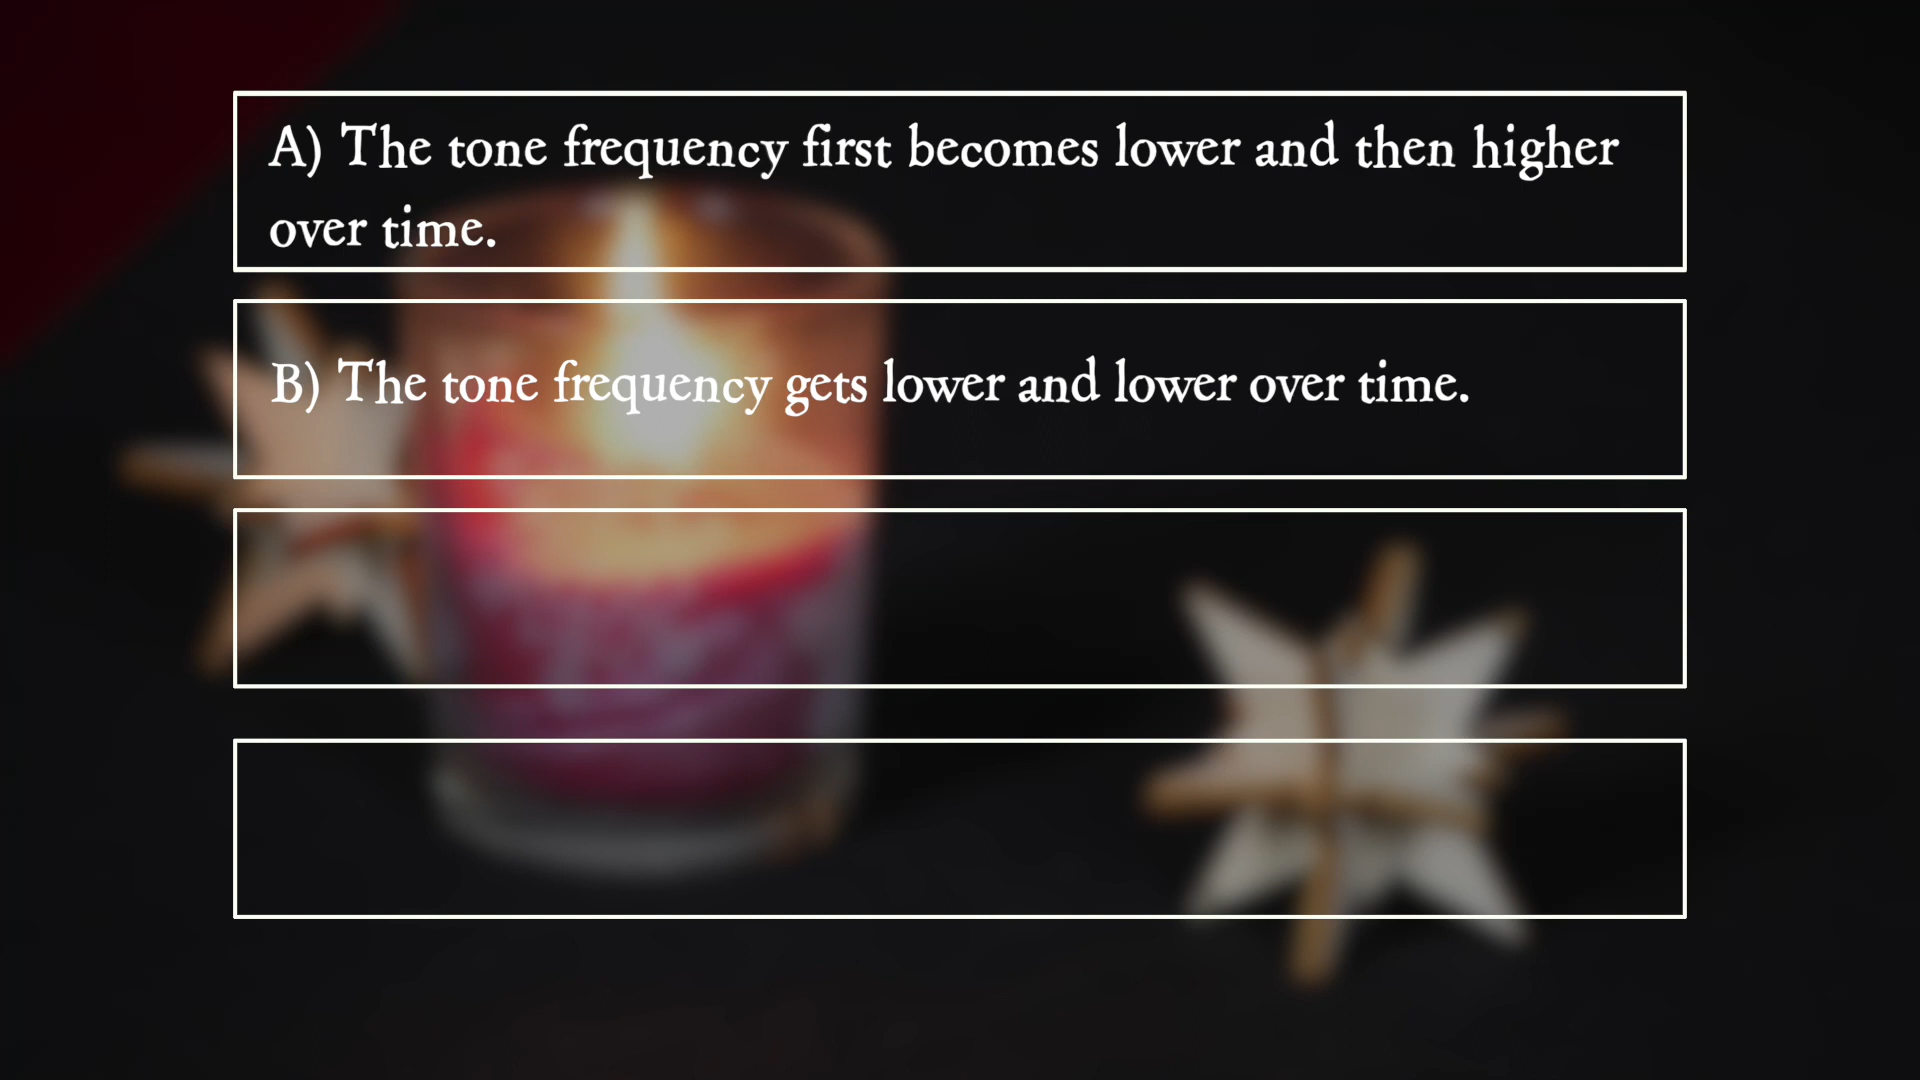 A) The tone frequency first becomes lower and then higher
over time.
B) The tone frequency gets lower and lower over time.